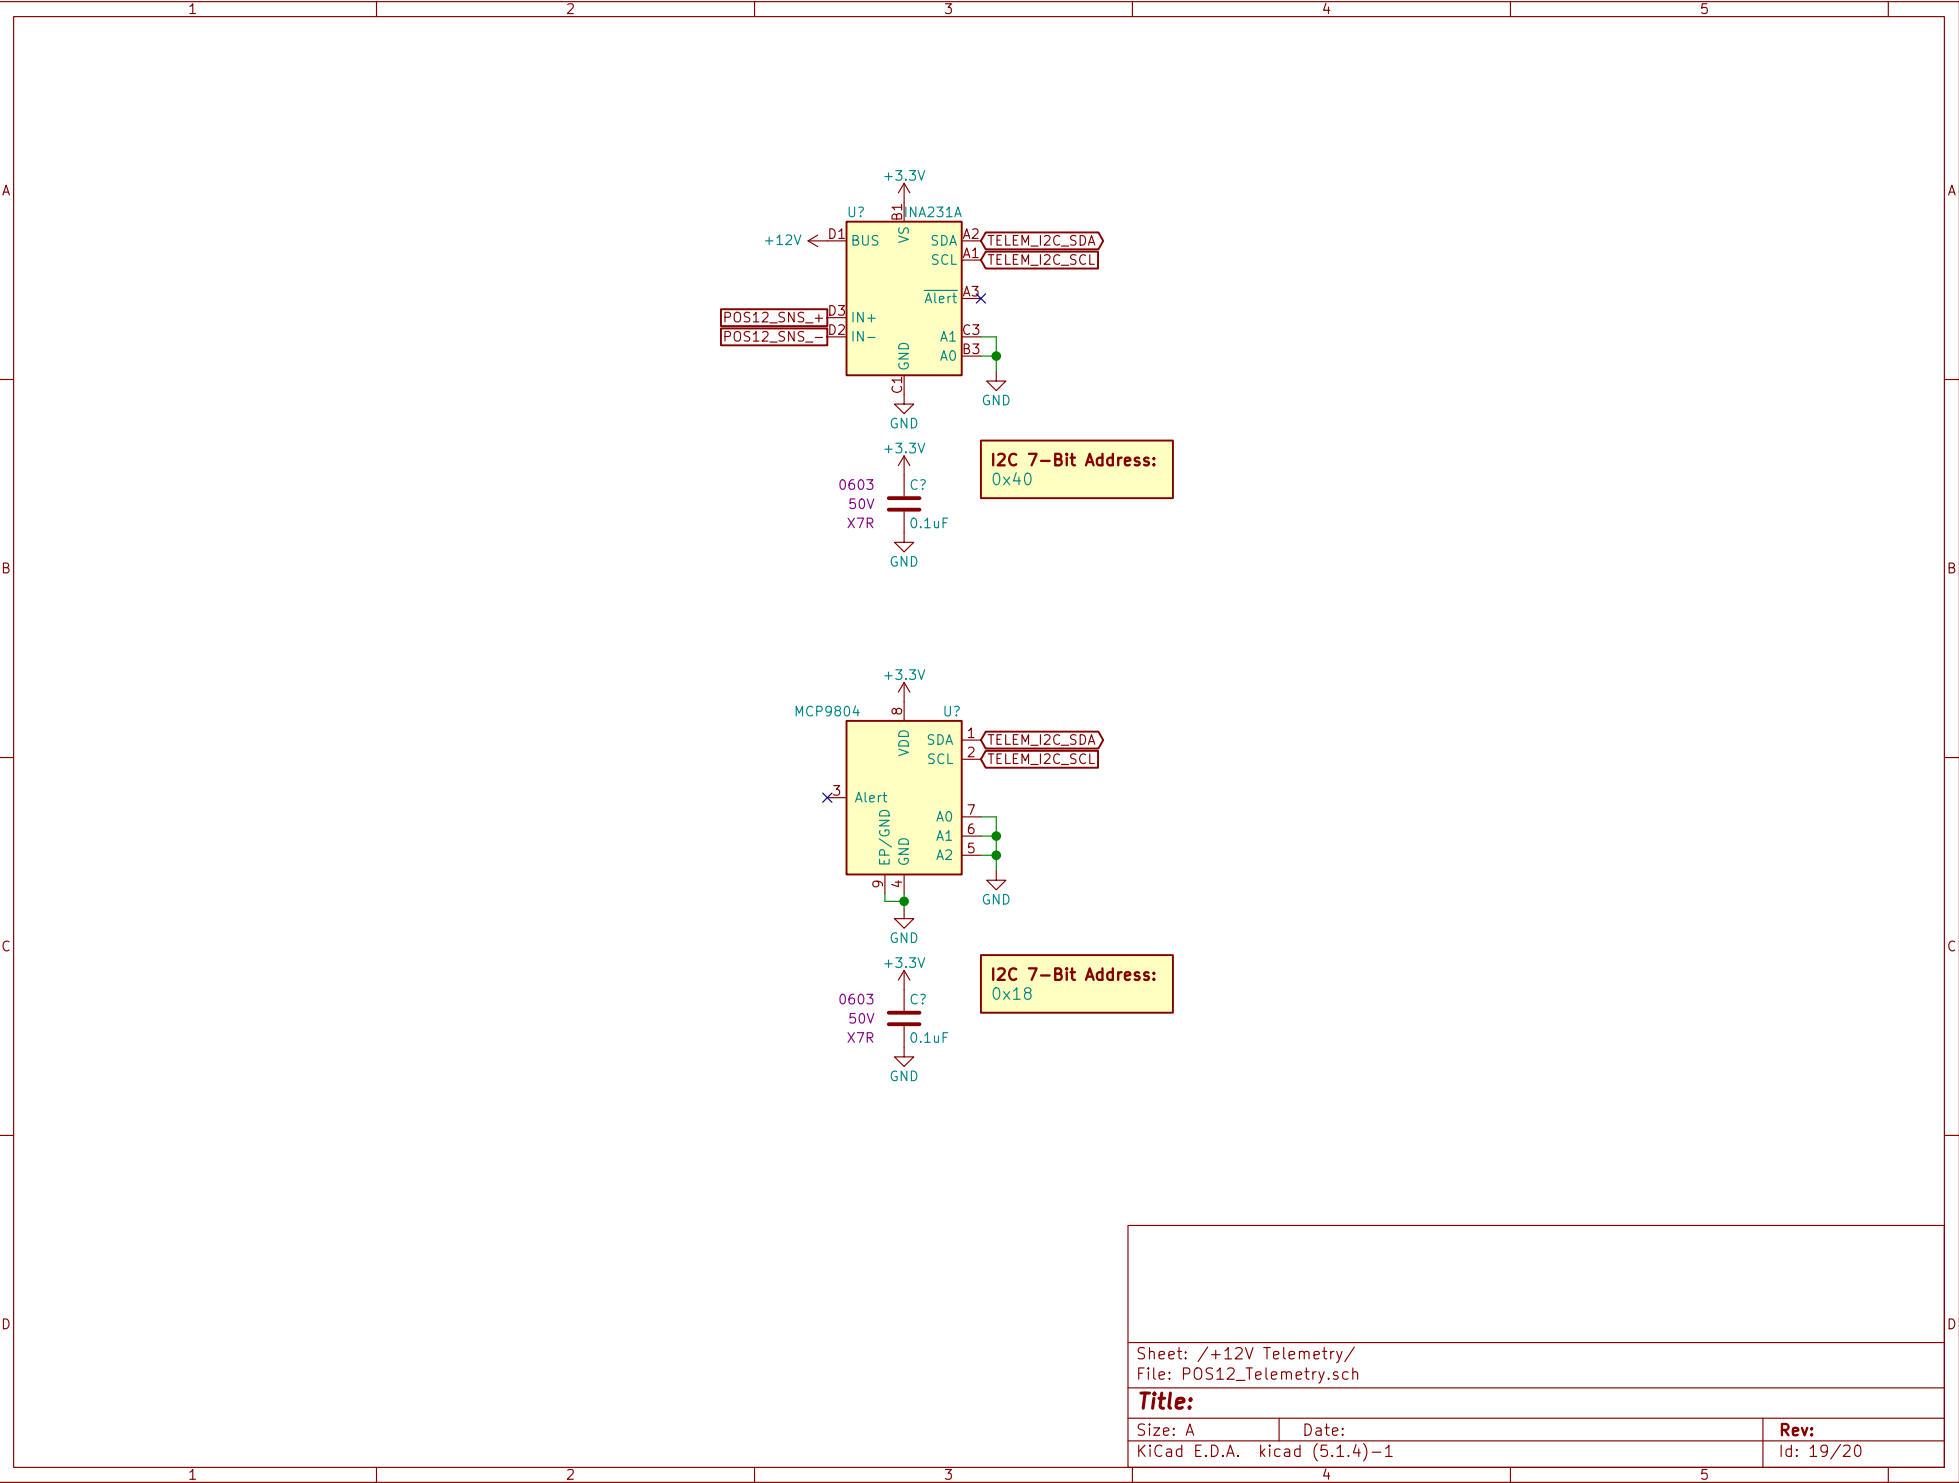 1 2 3 4 5
A A
+3.3V
U? INA231A
B1
VS
+12V D1 BUS SDA A2 TELEM_I2C_SDA
SCL A1 TELEM_I2C_SCL
Alert A3
POS12_SNS_+ D3 IN+
POS12_SNS_- D2 IN- A1 C3
A0 B3
GND
C1
GND
GND
+3.3V
I2C 7-Bit Address:
0x40
0603 C?
50V
X7R 0.1uF
GND
B B
+3.3V
MCP9804 U?
8
VDD
SDA 1 TELEM_I2C_SDA
SCL 2 TELEM_I2C_SCL
3 Alert
A0 7
A1 6
A2 5
EP/GND GND
9 4
GND
GND
C C
+3.3V
I2C 7-Bit Address:
0x18
0603 C?
50V
X7R 0.1uF
GND
D D
Sheet: /+12V Telemetry/
File: POS12_Telemetry.sch
Title:
Size: A Date: Rev:
KiCad E.D.A. kicad (5.1.4)-1 Id: 19/20
1 2 3 4 5